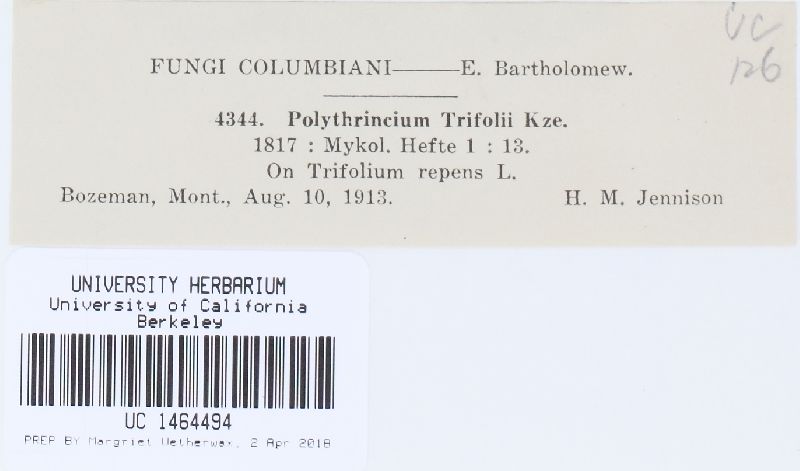 UC
126
FUNGI COLUMBIANI——E. Bartholomew.
4344. Polythrincium Trifolii Kze.
1817 : Mykol. Hefte 1 : 13.
On Trifolium repens L.
Bozeman, Mont., Aug. 10, 1913. H. M. Jennison
UNIVERSITY HERBARIUM
University of California
Berkeley
UC 1464494
PREP BY Margriet Wetherwax, 2 Apr 2018